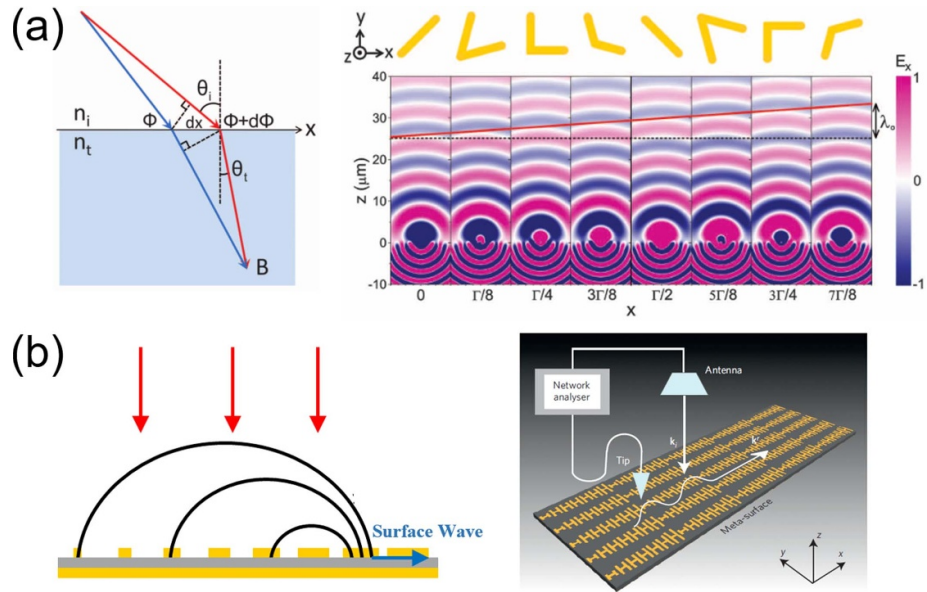 (a)
θi
ni
Φ
dx
Φ+dΦ
x
nt
θt
B
y
z
x
Ex
40
30
20
10
0
-10
z (μm)
λo
1
0
-1
0
Γ/8
Γ/4
3Γ/8
Γ/2
5Γ/8
3Γ/4
7Γ/8
x
(b)
Surface Wave
Network
analyser
Antenna
Tip
ki
Meta-surface
z
y
x